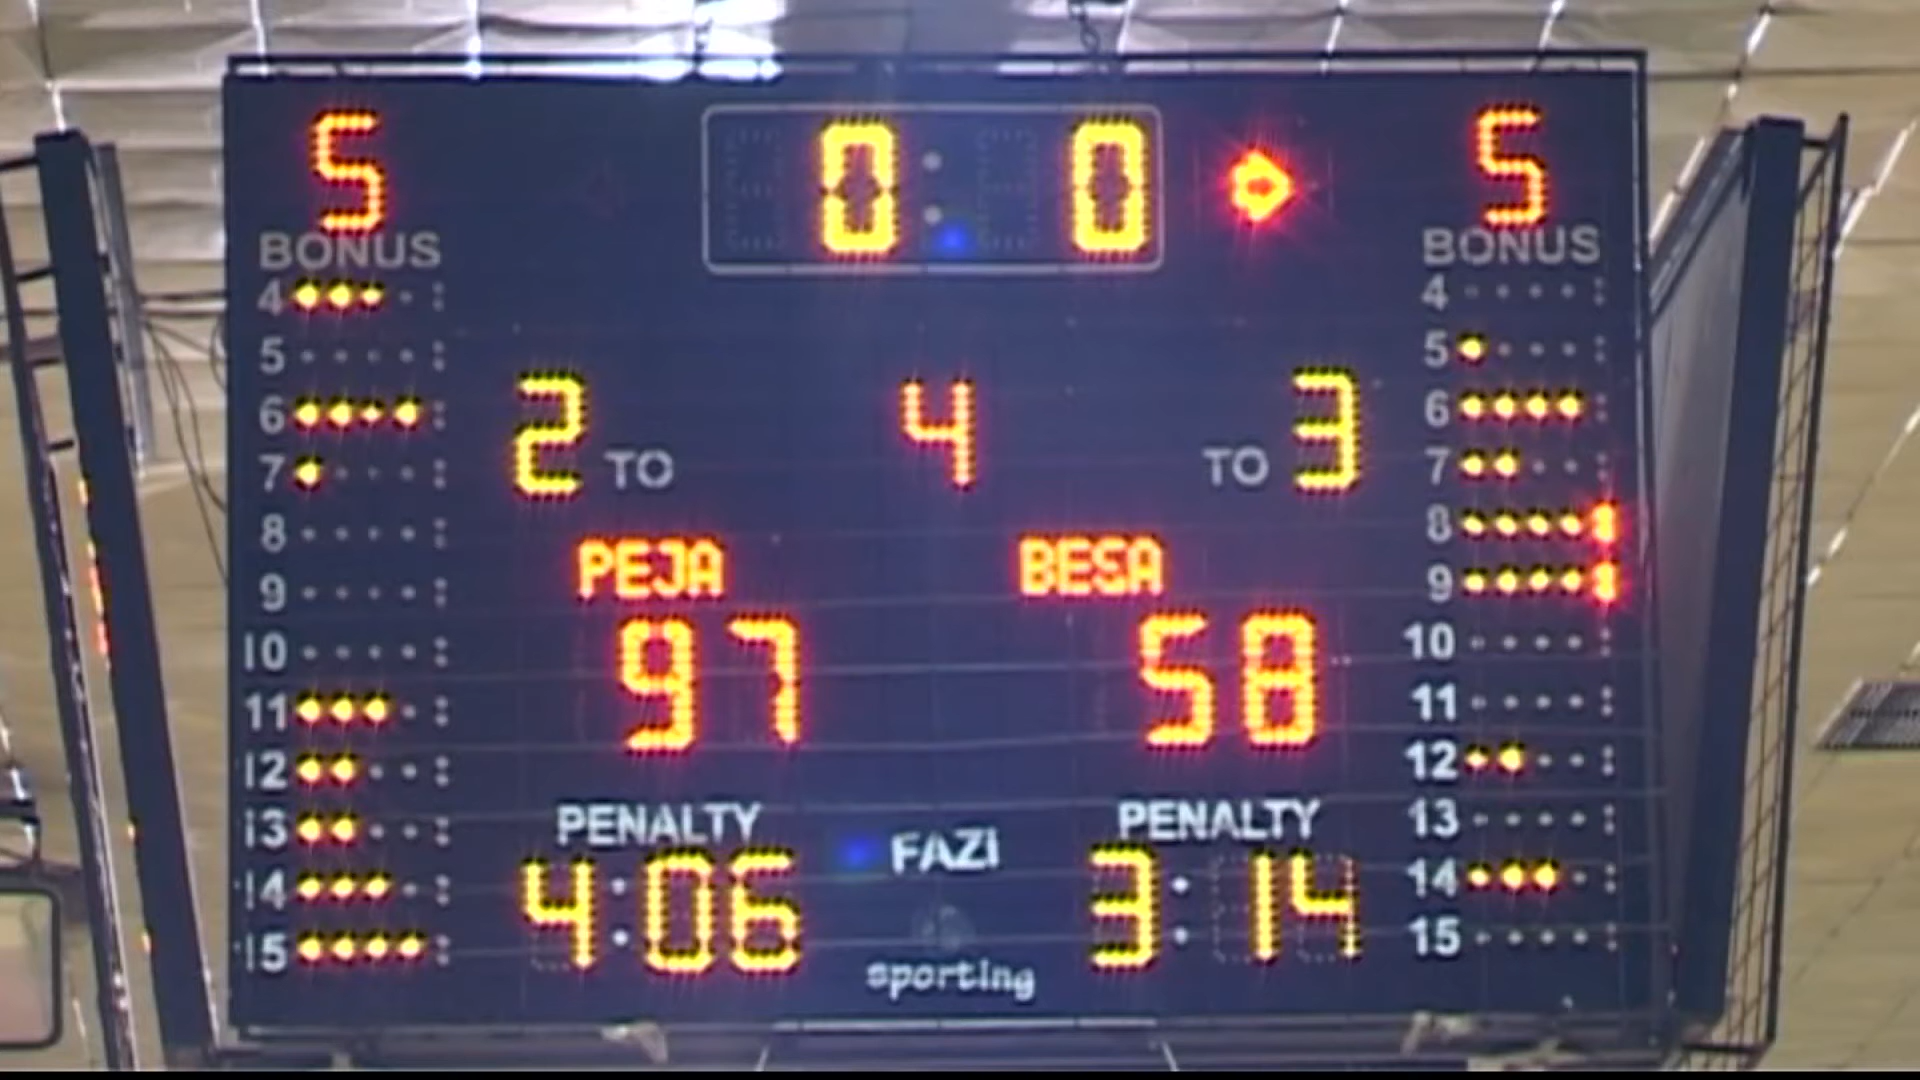 5 0 : 0 5
BONUS BONUS
4 4
5 5
2 TO 4 TO 3
6 6
7 7
8 8
PEJA BESA
9 9
97 58
10 10
11 11
12 12
PENALTY PENALTY
13 FAZi 13
4:06 3:14
14 14
15 15
sporting